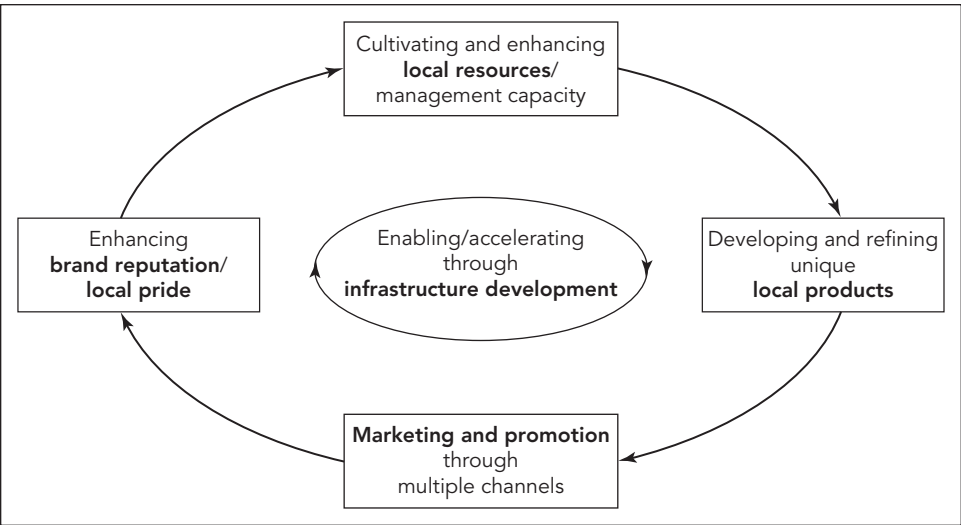 Cultivating and enhancing
local resources/
management capacity
Enhancing
brand reputation/
local pride
Enabling/accelerating
through
infrastructure development
Developing and refining
unique
local products
Marketing and promotion
through
multiple channels